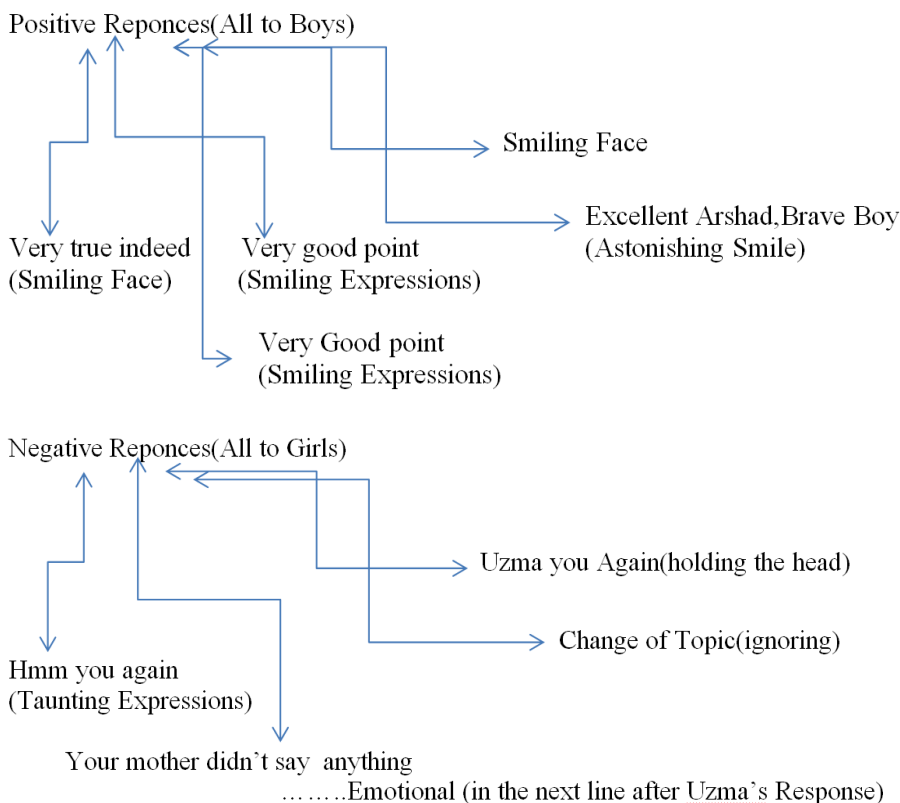 Positive Reponces(All to Boys)
Smiling Face
Excellent Arshad,Brave Boy
(Astonishing Smile)
Very true indeed
(Smiling Face)
Very good point
(Smiling Expressions)
Very Good point
(Smiling Expressions)
Negative Reponces(All to Girls)
Uzma you Again(holding the head)
Change of Topic(ignoring)
Hmm you again
(Taunting Expressions)
Your mother didn’t say anything
……..Emotional (in the next line after Uzma’s Response)